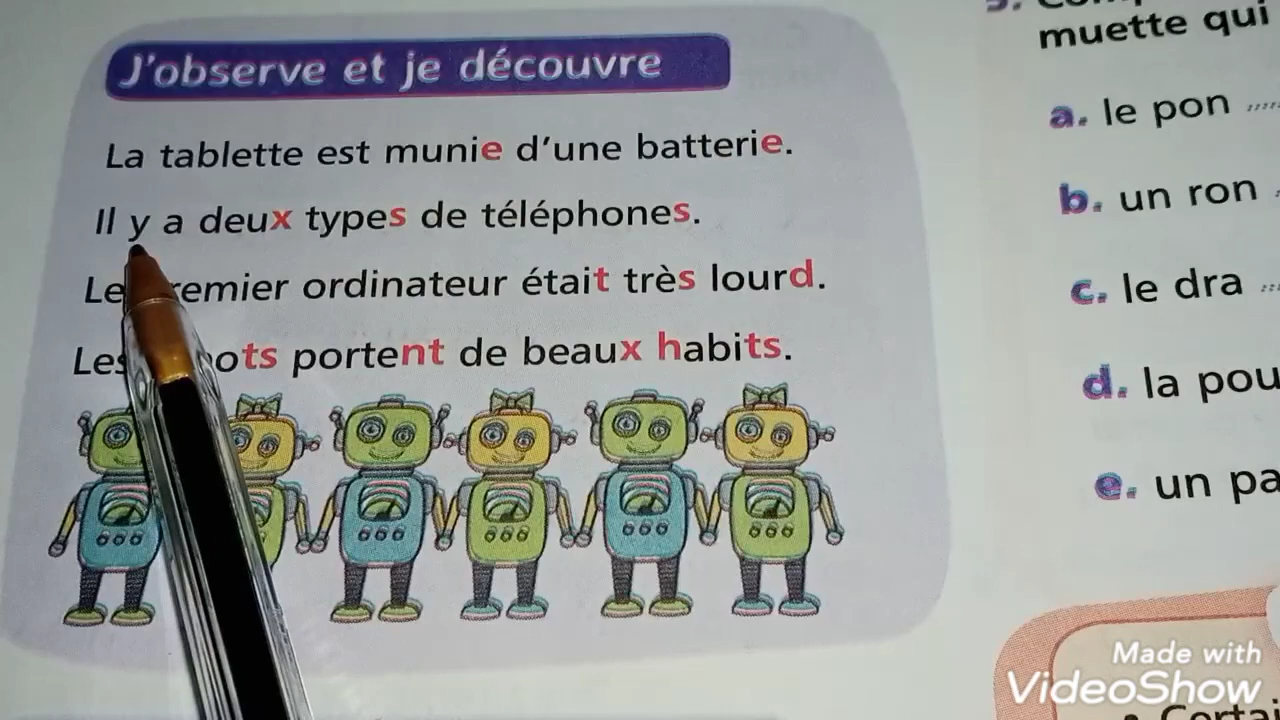 J'observe et je découvre
La tablette est munie d'une batterie.
Il y a deux types de téléphones.
Le ordinateur était très lourd.
Les portent de beaux habits.
muette qui
a. le pon
b. un ron
c. le dra
d. la pou
e. un pa
Made with
VideoShow